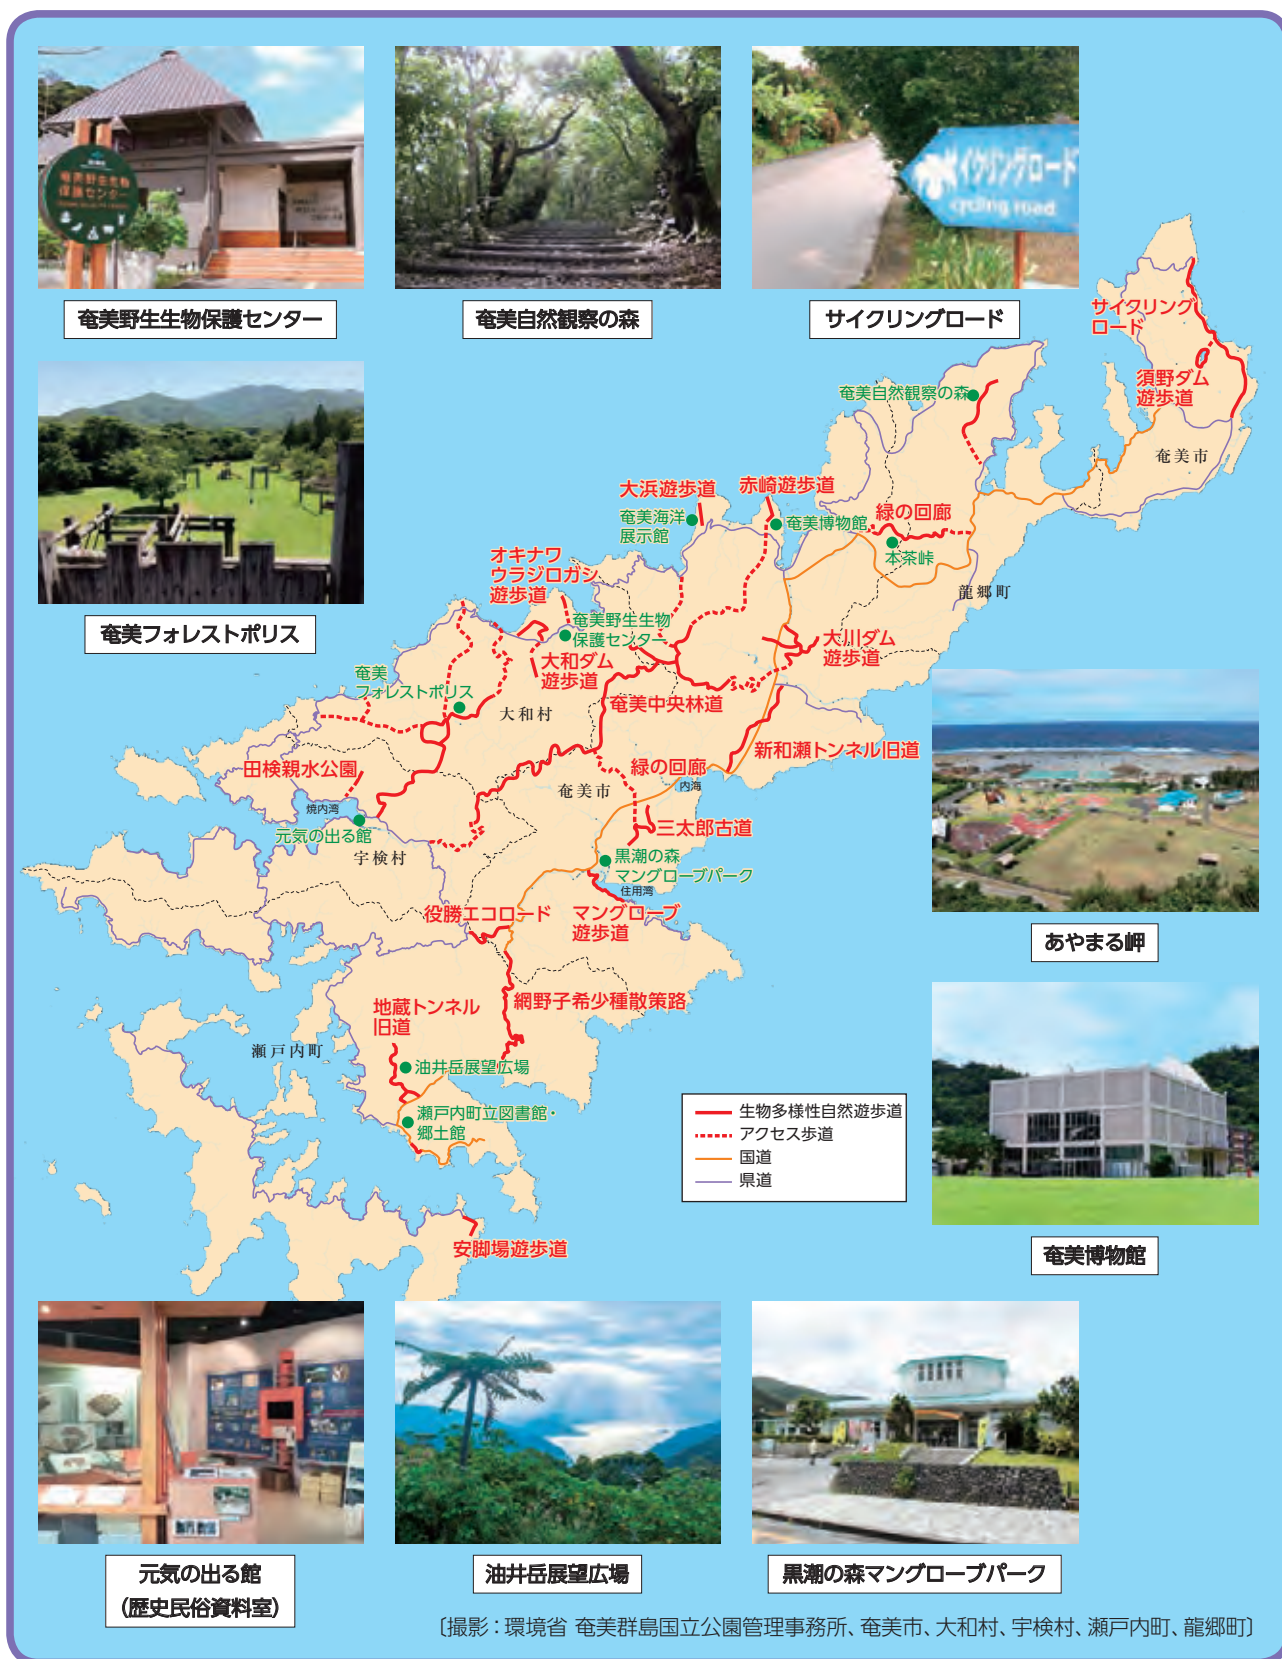 奄美野生生物
保護センター
イクリングロード
cycling road
奄美野生生物保護センター
奄美自然観察の森
サイクリングロード
サイクリング
ロード
須野ダム
遊歩道
奄美自然観察の森
奄美市
大浜遊歩道
赤崎遊歩道
奄美海洋
展示館
奄美博物館
緑の回廊
本茶峠
オキナワ
ウラジロガシ
遊歩道
龍郷町
奄美フォレストポリス
奄美野生生物
保護センター
大川ダム
遊歩道
大和ダム
遊歩道
奄美
フォレストポリス
奄美中央林道
大和村
新和瀬トンネル旧道
田検親水公園
緑の回廊
内海
奄美市
焼内湾
元気の出る館
三太郎古道
宇検村
黒潮の森
マングローブパーク
住用湾
役勝エコロード
マングローブ
遊歩道
あやまる岬
地蔵トンネル
旧道
網野子希少種散策路
瀬戸内町
油井岳展望広場
瀬戸内町立図書館・
郷土館
生物多様性自然遊歩道
アクセス歩道
国道
県道
安脚場遊歩道
奄美博物館
元気の出る館
(歴史民俗資料室)
油井岳展望広場
黒潮の森マングローブパーク
〔撮影：環境省 奄美群島国立公園管理事務所、奄美市、大和村、宇検村、瀬戸内町、龍郷町〕